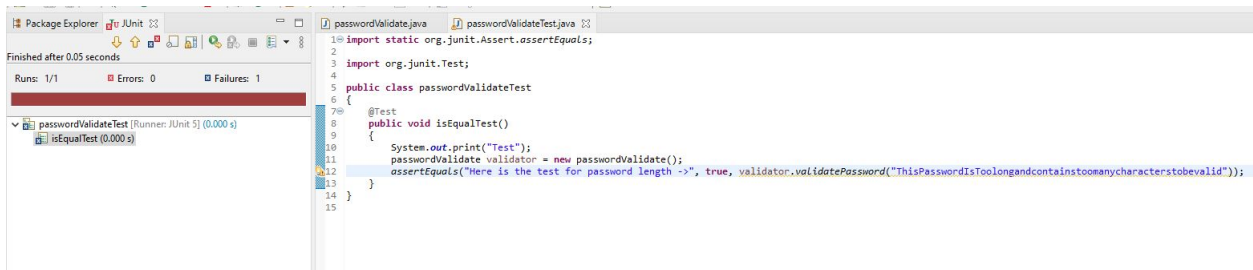 Package Explorer JUnit
Finished after 0.05 seconds
Runs: 1/1 Errors: 0 Failures: 1
passwordValidateTest [Runner: JUnit 5] (0.000 s)
isEqualTest (0.000 s)
passwordValidate.java passwordValidateTest.java
1 import static org.junit.Assert.assertEquals;
2
3 import org.junit.Test;
4
5 public class passwordValidateTest
6 {
7 @Test
8 public void isEqualTest()
9 {
10 System.out.print("Test");
11 passwordValidate validator = new passwordValidate();
12 assertEquals("Here is the test for password length ->", true, validator.validatePassword("ThisPasswordIsToolongandcontainstoomanycharacterstobevalid"));
13 }
14 }
15